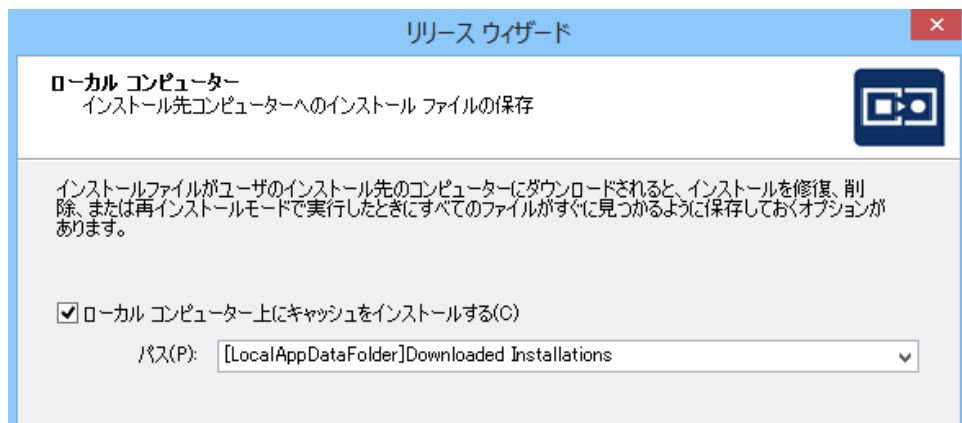 リリース ウィザード
ローカル コンピューター
インストール先コンピューターへのインストール ファイルの保存
インストールファイルがユーザのインストール先のコンピューターにダウンロードされると、インストールを修復、削
除、または再インストールモードで実行したときにすべてのファイルがすぐに見つかるように保存しておくオプションが
あります。
ローカル コンピューター上にキャッシュをインストールする(C)
パス(P): [LocalAppDataFolder]Downloaded Installations